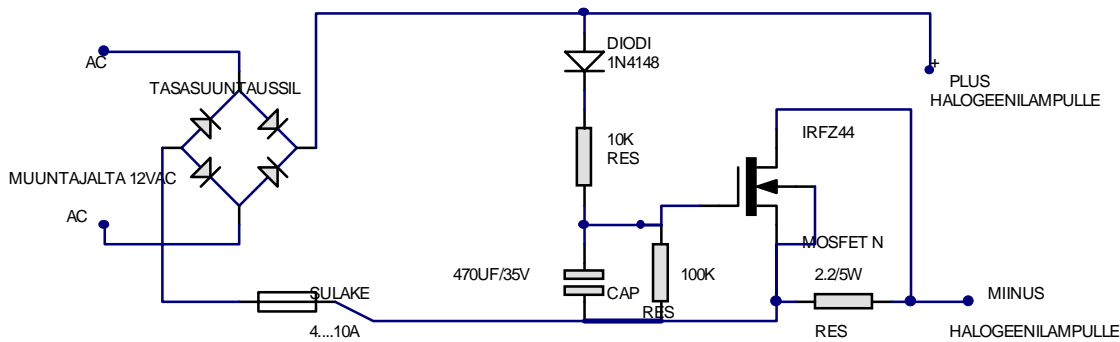 AC
TASASUUNTAUSSIL
MUUNTAJALTA 12VAC
AC
SULAKE
4....10A
DIODI
1N4148
10K
RES
470UF/35V
CAP
100K
RES
IRFZ44
MOSFET N
2.2/5W
RES
+
PLUS
HALOGEENILAMPULLE
MIINUS
HALOGEENILAMPULLE